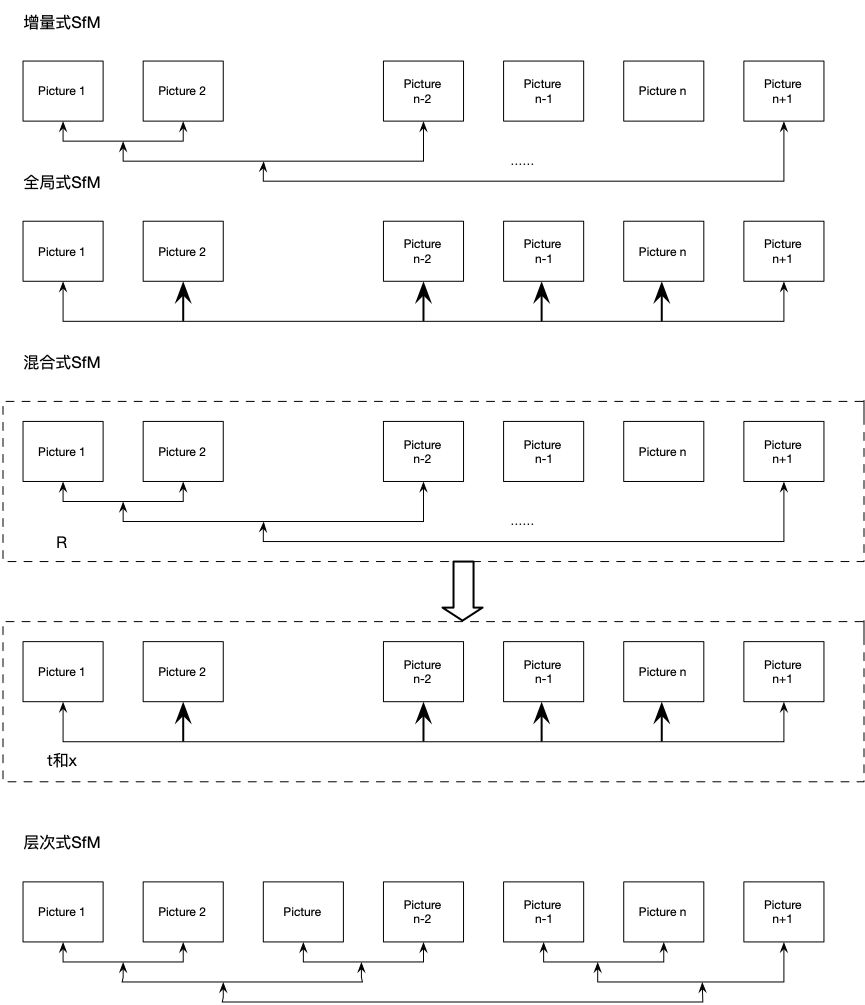 增量式SfM
Picture 1
Picture 2
Picture
n-2
Picture
n-1
Picture n
Picture
n+1
......
全局式SfM
Picture 1
Picture 2
Picture
n-2
Picture
n-1
Picture n
Picture
n+1
混合式SfM
Picture 1
Picture 2
Picture
n-2
Picture
n-1
Picture n
Picture
n+1
......
R
Picture 1
Picture 2
Picture
n-2
Picture
n-1
Picture n
Picture
n+1
t和x
层次式SfM
Picture 1
Picture 2
Picture
Picture
n-2
Picture
n-1
Picture n
Picture
n+1